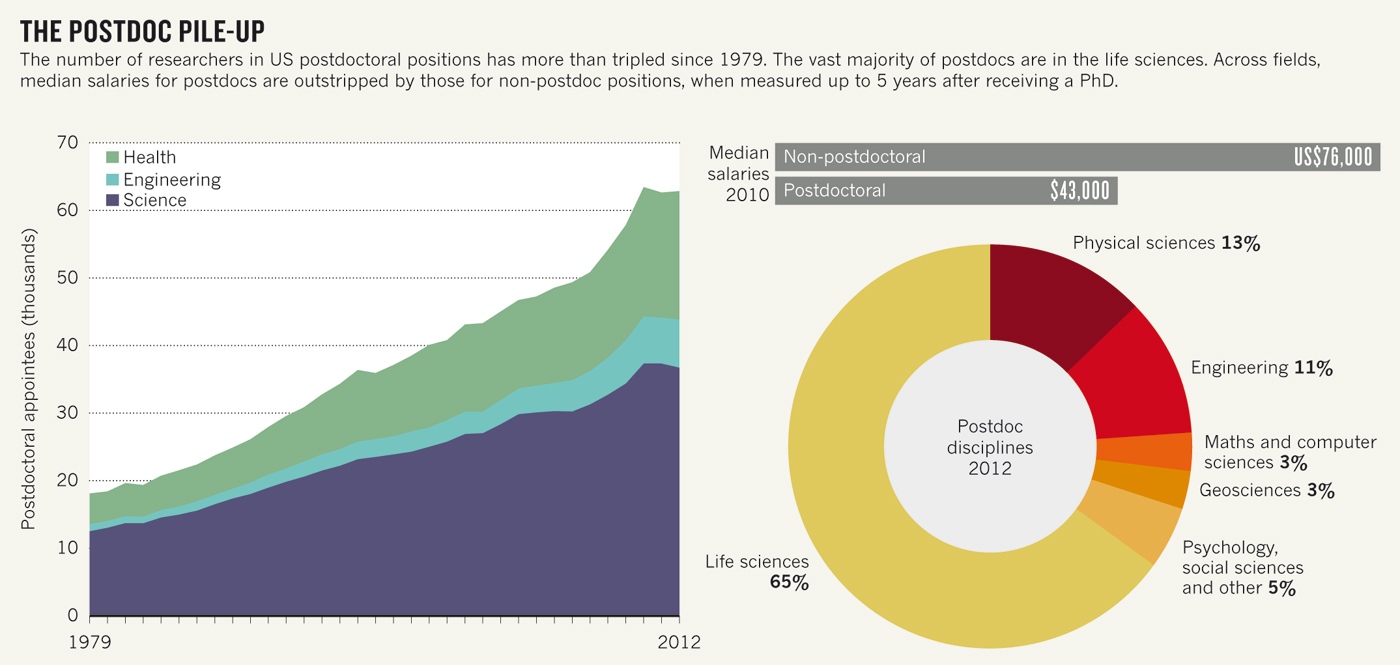 THE POSTDOC PILE-UP
The number of researchers in US postdoctoral positions has more than tripled since 1979. The vast majority of postdocs are in the life sciences. Across fields,
median salaries for postdocs are outstripped by those for non-postdoc positions, when measured up to 5 years after receiving a PhD.
Postdoctoral appointees (thousands)
70
60
50
40
30
20
10
0
1979
2012
Health
Engineering
Science
Median
salaries
2010
Non-postdoctoral
US$76,000
Postdoctoral
$43,000
Physical sciences 13%
Engineering 11%
Maths and computer
sciences 3%
Geosciences 3%
Psychology,
social sciences
and other 5%
Life sciences
65%
Postdoc
disciplines
2012